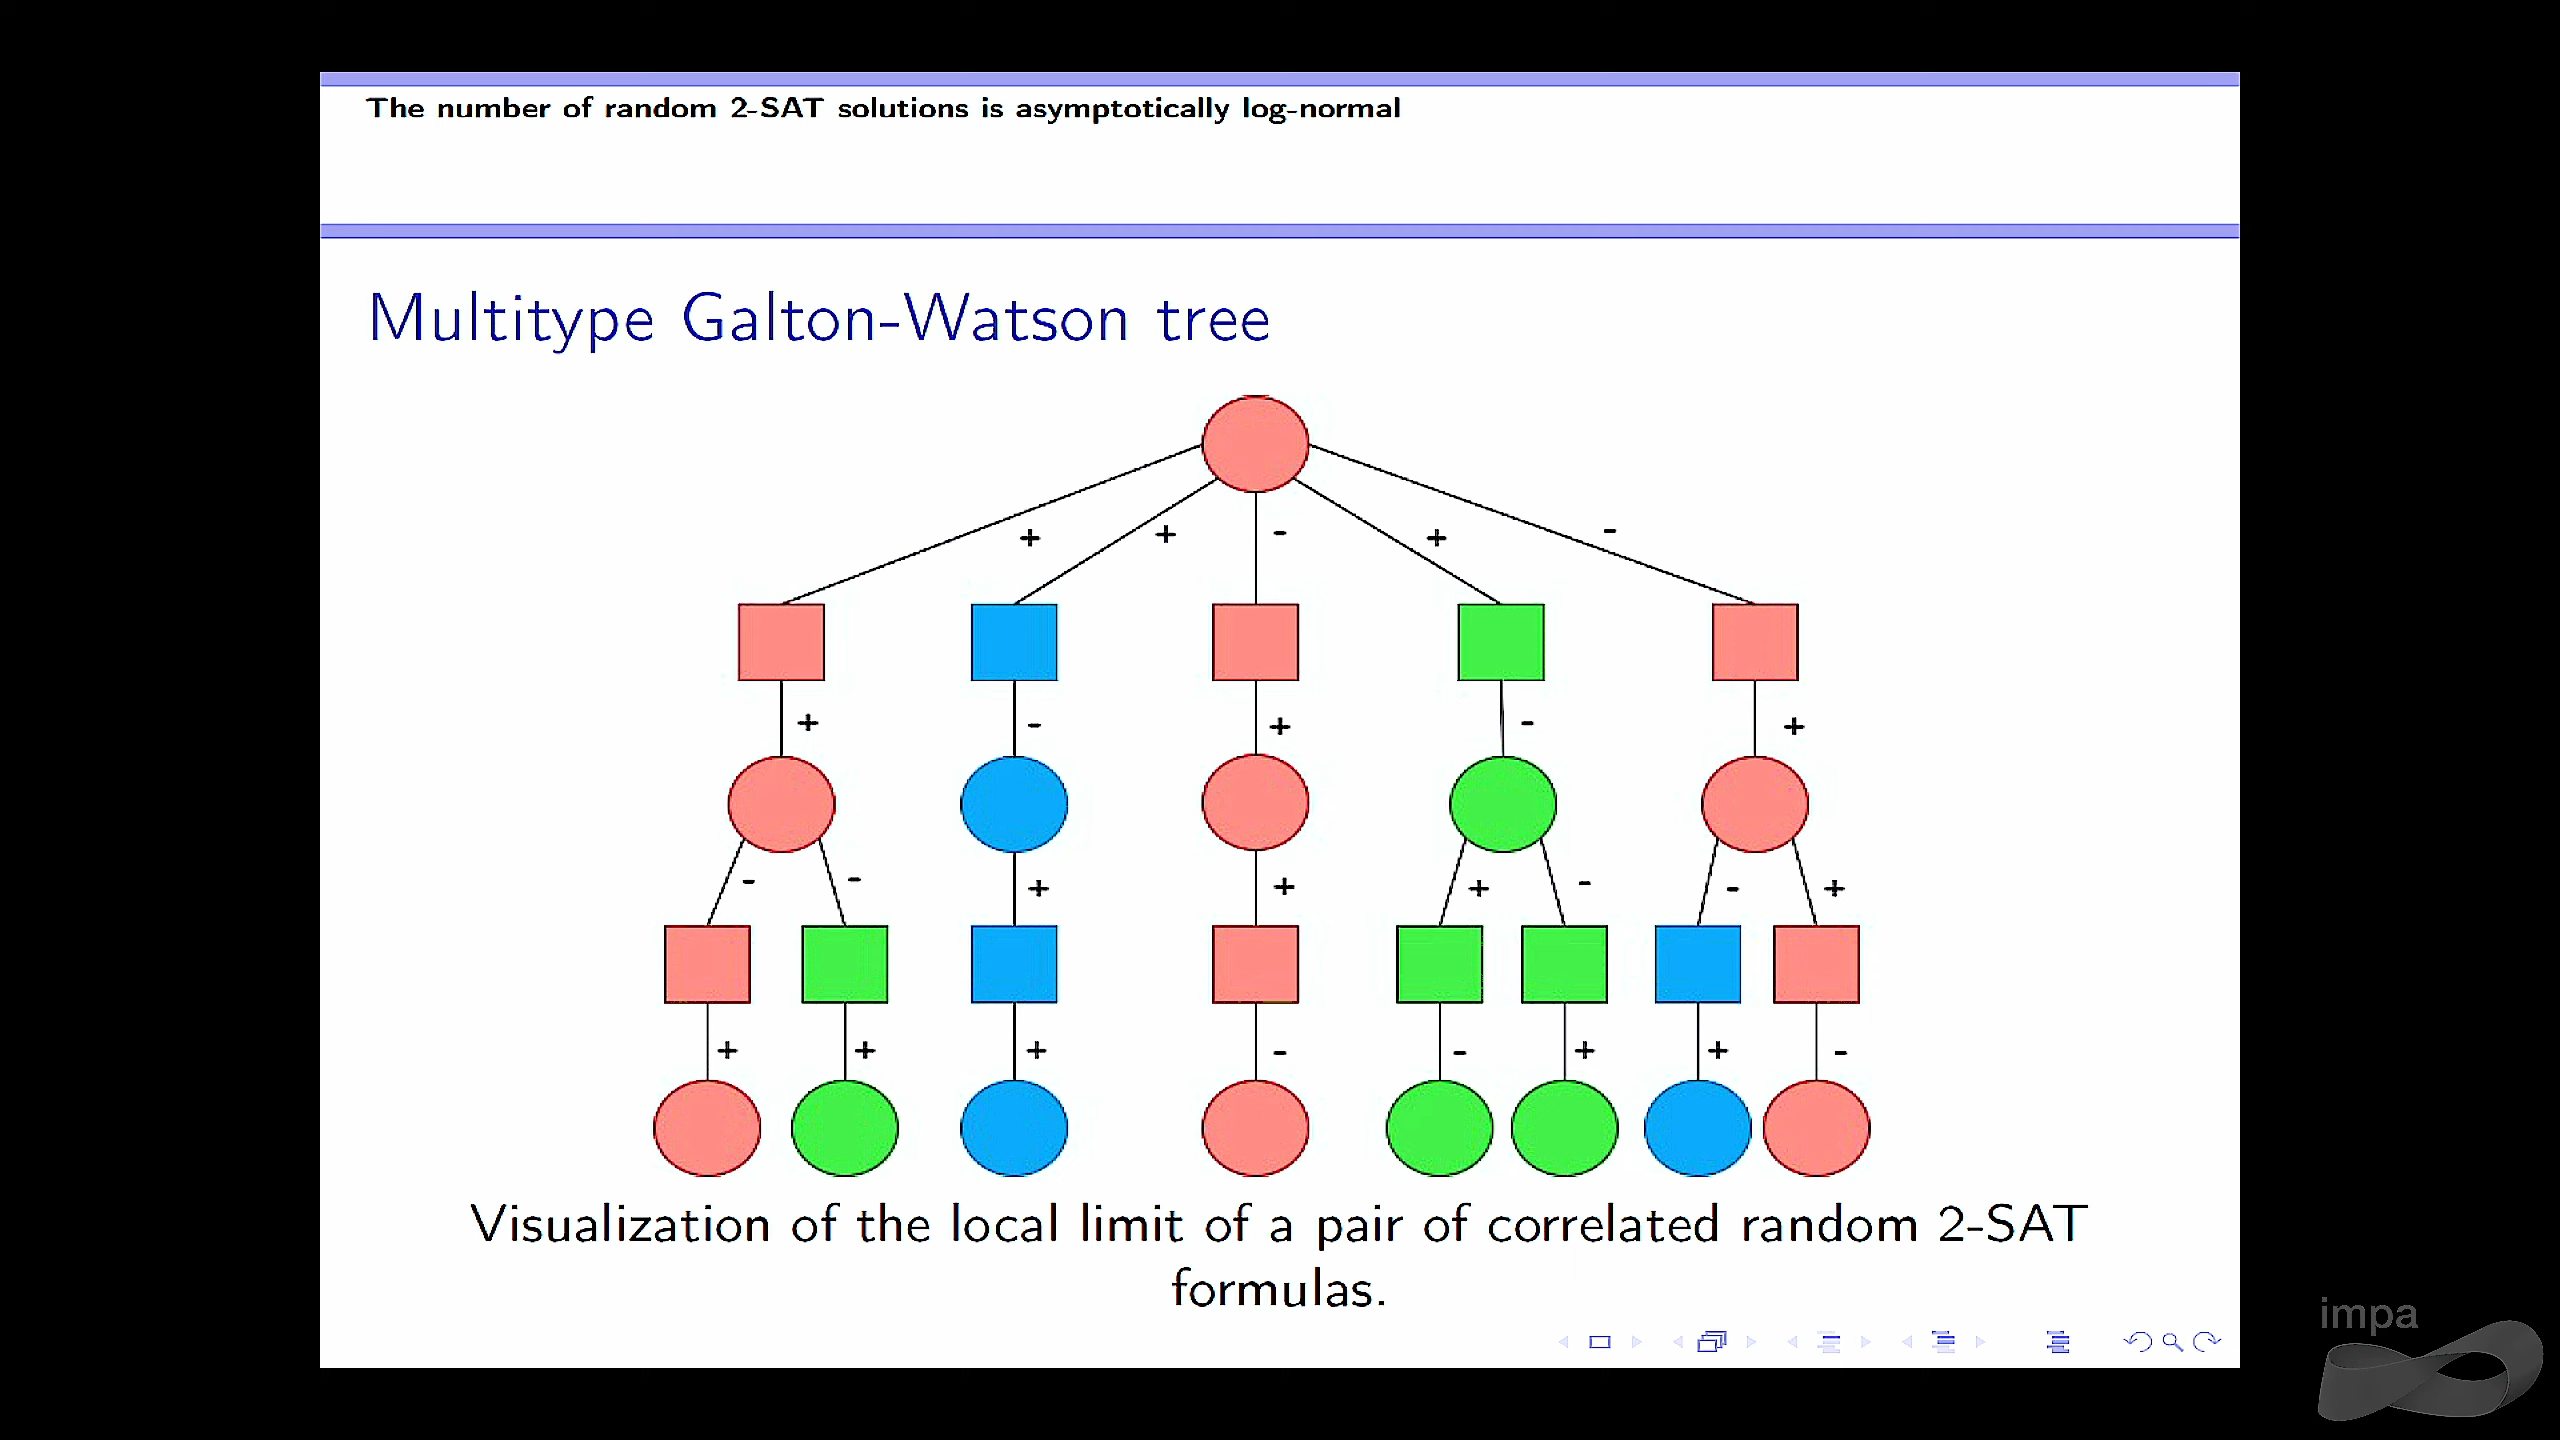 The number of random 2-SAT solutions is asymptotically log-normal
Multitype Galton-Watson tree
+ + - + -
+ - + - +
- - + + + - - +
+ + + - - + + -
Visualization of the local limit of a pair of correlated random 2-SAT
formulas.
impa